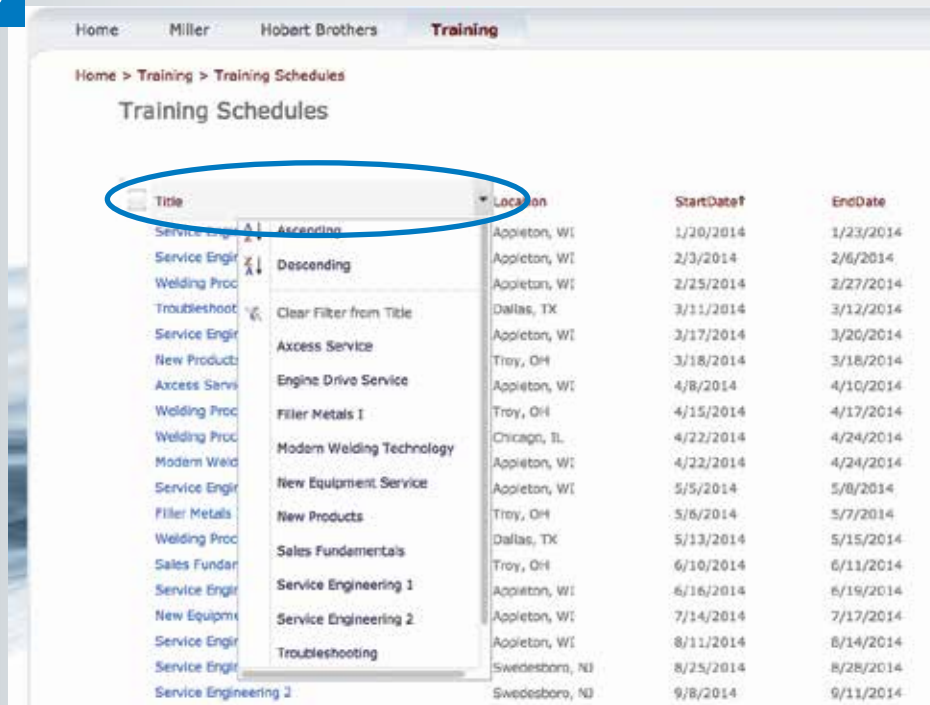 Home Miller Hobart Brothers Training
Home > Training > Training Schedules
Training Schedules
Title Location StartDate↑ EndDate
Ascending
Descending
Clear Filter from Title
Axcess Service
Engine Drive Service
Filler Metals I
Modern Welding Technology
New Equipment Service
New Products
Sales Fundamentals
Service Engineering 1
Service Engineering 2
Troubleshooting
Service Engi Appleton, WI 1/20/2014 1/23/2014
Service Engir Appleton, WI 2/3/2014 2/6/2014
Welding Proc Appleton, WI 2/25/2014 2/27/2014
Troubleshoot Dallas, TX 3/11/2014 3/12/2014
Service Engir Appleton, WI 3/17/2014 3/20/2014
New Products Troy, OH 3/18/2014 3/18/2014
Axcess Servi Appleton, WI 4/8/2014 4/10/2014
Welding Proc Troy, OH 4/15/2014 4/17/2014
Welding Proc Chicago, IL 4/22/2014 4/24/2014
Modern Weld Appleton, WI 4/22/2014 4/24/2014
Service Engir Appleton, WI 5/5/2014 5/8/2014
Filler Metals Troy, OH 5/6/2014 5/7/2014
Welding Proc Dallas, TX 5/13/2014 5/15/2014
Sales Fundar Troy, OH 6/10/2014 6/11/2014
Service Engir Appleton, WI 6/16/2014 6/19/2014
New Equipme Appleton, WI 7/14/2014 7/17/2014
Service Engir Appleton, WI 8/11/2014 8/14/2014
Service Engir Swedesboro, NJ 8/25/2014 8/28/2014
Service Engineering 2 Swedesboro, NJ 9/8/2014 9/11/2014